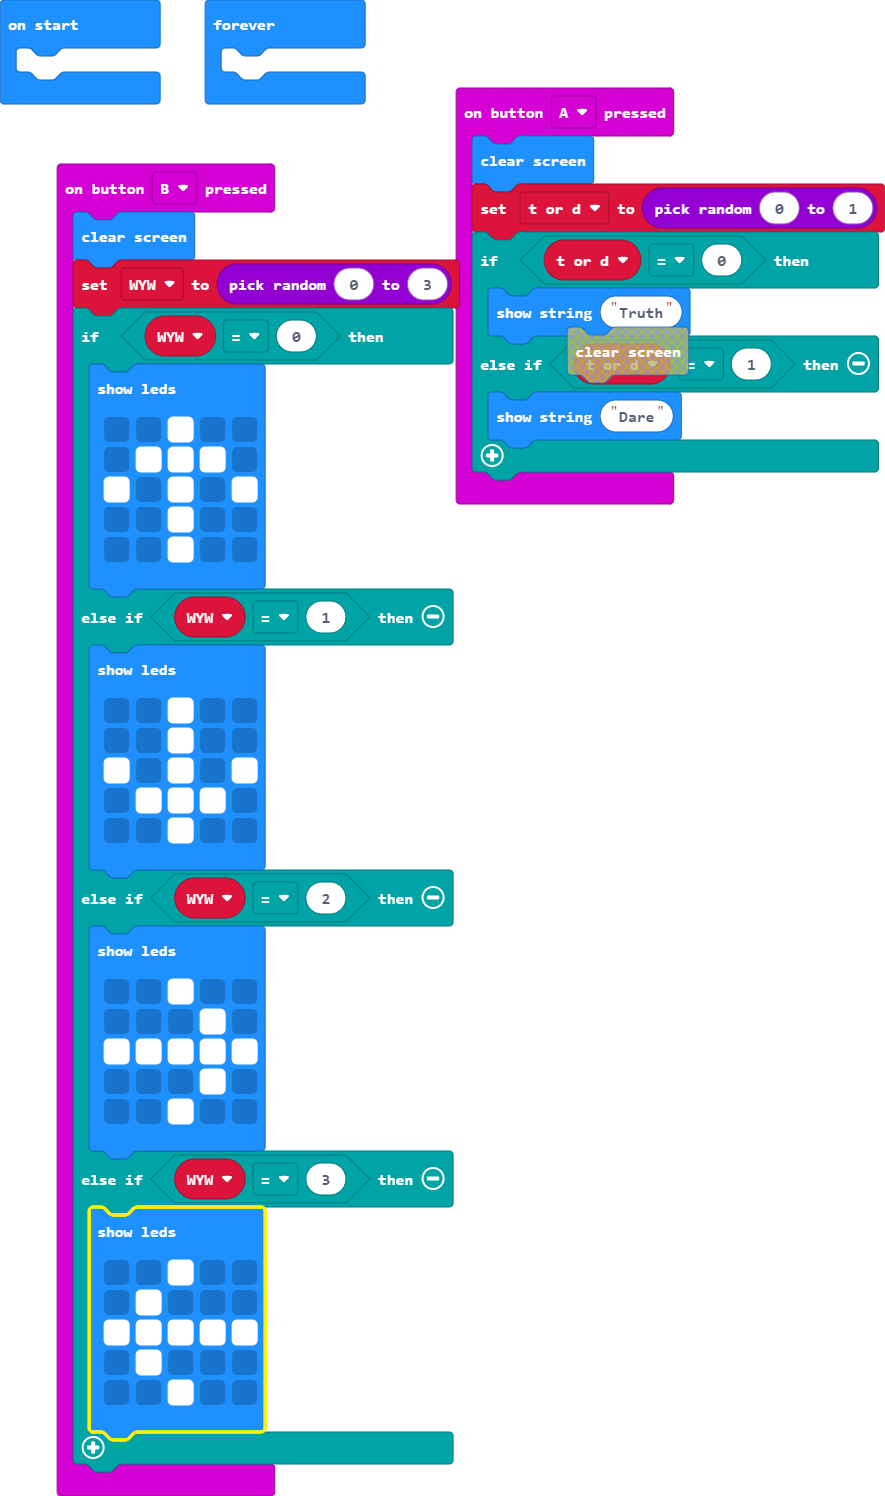 on start
forever
on button A pressed
clear screen
set t or d to pick random 0 to 1
if t or d = 0 then
show string "Truth"
clear screen
else if t or d = 1 then
show string "Dare"
on button B pressed
clear screen
set WYW to pick random 0 to 3
if WYW = 0 then
show leds
else if WYW = 1 then
show leds
else if WYW = 2 then
show leds
else if WYW = 3 then
show leds